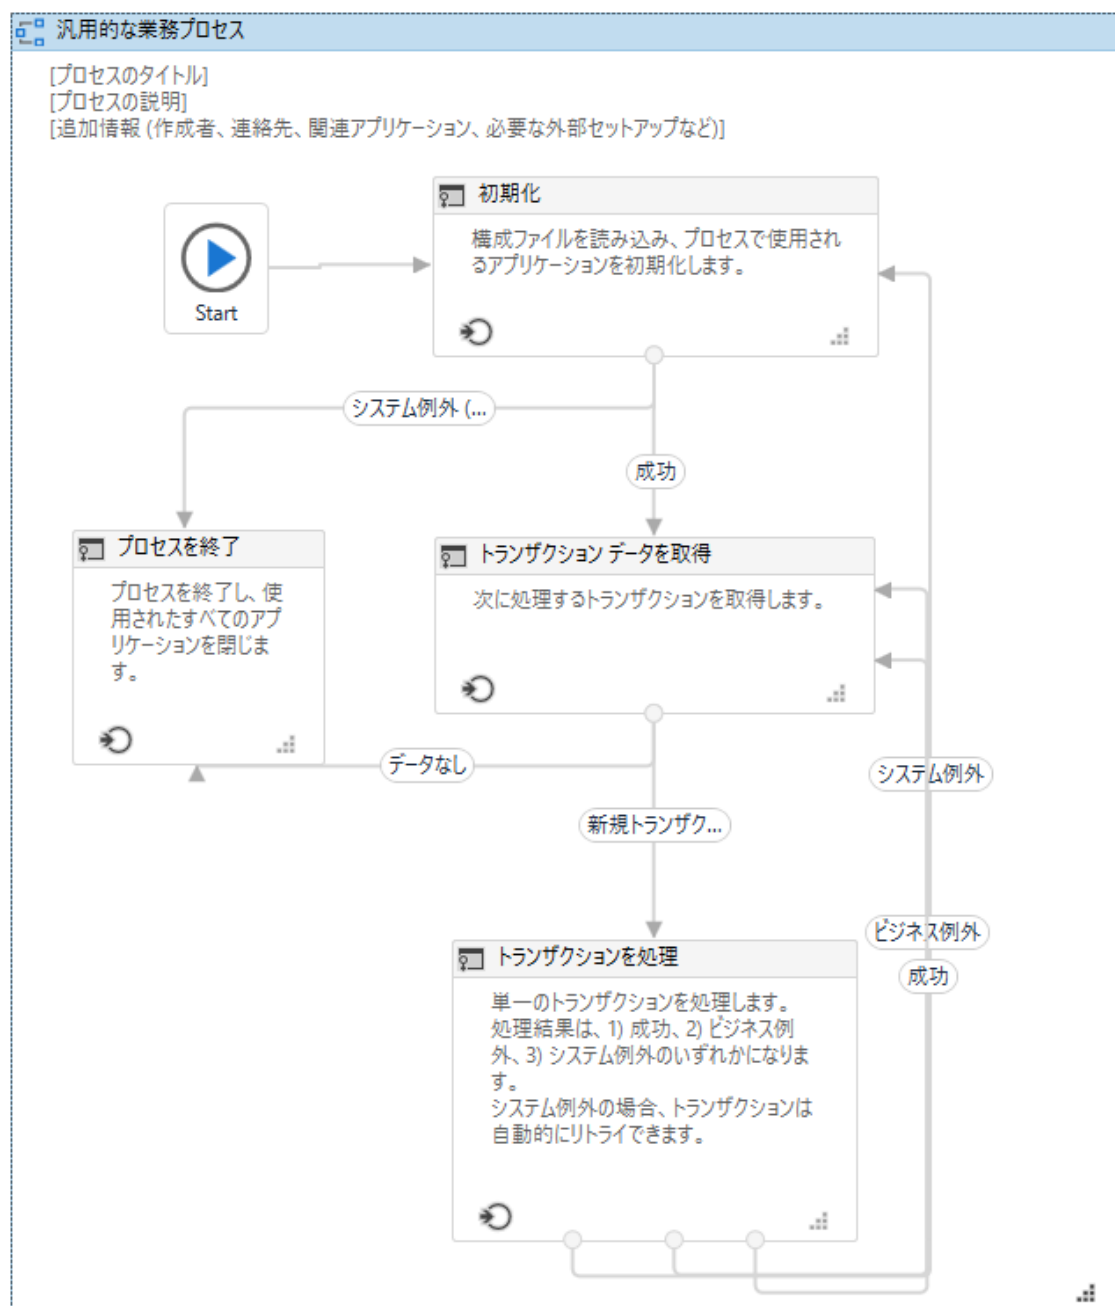 汎用的な業務プロセス
[プロセスのタイトル]
[プロセスの説明]
[追加情報 (作成者、連絡先、関連アプリケーション、必要な外部セットアップなど)]
初期化
構成ファイルを読み込み、プロセスで使用され
るアプリケーションを初期化します。
Start
システム例外 (...
成功
プロセスを終了
プロセスを終了し、使
用されたすべてのアプ
リケーションを閉じま
す。
トランザクション データを取得
次に処理するトランザクションを取得します。
データなし
システム例外
新規トランザク...
ビジネス例外
成功
トランザクションを処理
単一のトランザクションを処理します。
処理結果は、1) 成功、2) ビジネス例
外、3) システム例外のいずれかになりま
す。
システム例外の場合、トランザクションは
自動的にリトライできます。